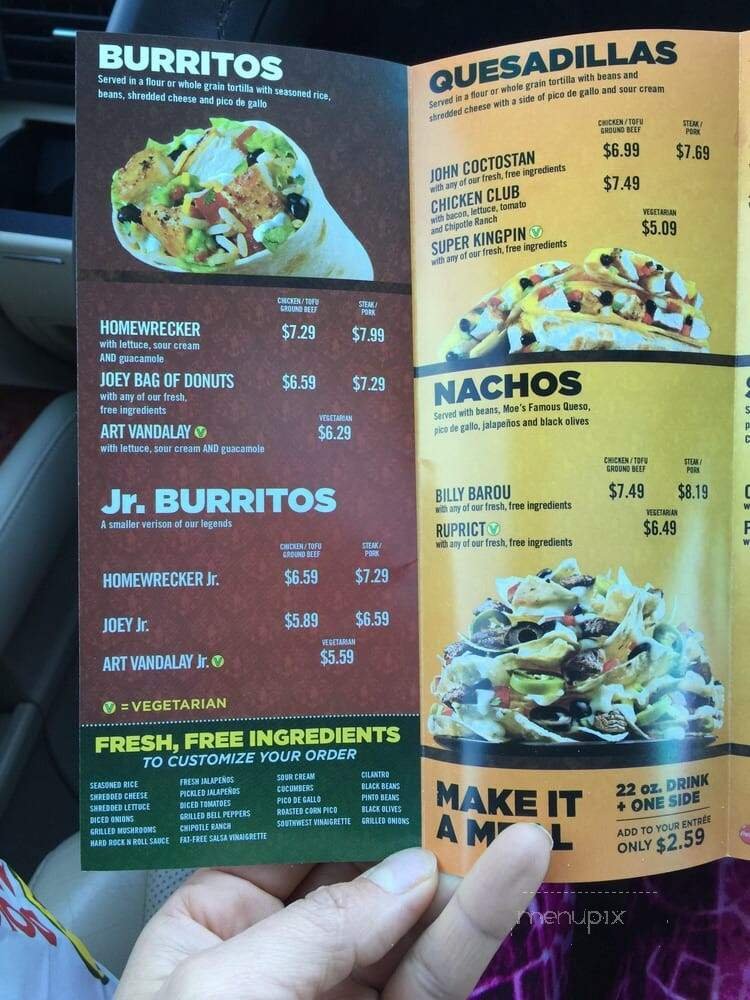 BURRITOS
Served in a flour or whole grain tortilla with seasoned rice,
beans, shredded cheese and pico de gallo
CHICKEN / TOFU
GROUND BEEF
STEAK /
PORK
HOMEWRECKER
$7.29
$7.99
with lettuce, sour cream
AND guacamole
JOEY BAG OF DONUTS
$6.59
$7.29
with any of our fresh,
free ingredients
VEGETARIAN
ART VANDALAY V
$6.29
with lettuce, sour cream AND guacamole
Jr. BURRITOS
A smaller verison of our legends
CHICKEN / TOFU
GROUND BEEF
STEAK /
PORK
HOMEWRECKER Jr.
$6.59
$7.29
JOEY Jr.
$5.89
$6.59
VEGETARIAN
ART VANDALAY Jr. V
$5.59
V = VEGETARIAN
FRESH, FREE INGREDIENTS
TO CUSTOMIZE YOUR ORDER
SEASONED RICE
SHREDDED CHEESE
SHREDDED LETTUCE
DICED ONIONS
GRILLED MUSHROOMS
HARD ROCK N ROLL SAUCE
FRESH JALAPEÑOS
PICKLED JALAPEÑOS
DICED TOMATOES
GRILLED BELL PEPPERS
CHIPOTLE RANCH
FAT-FREE SALSA VINAIGRETTE
SOUR CREAM
CUCUMBERS
PICO DE GALLO
ROASTED CORN PICO
SOUTHWEST VINAIGRETTE
CILANTRO
BLACK BEANS
PINTO BEANS
BLACK OLIVES
GRILLED ONIONS
QUESADILLAS
Served in a flour or whole grain tortilla with beans and
shredded cheese with a side of pico de gallo and sour cream
CHICKEN / TOFU
GROUND BEEF
STEAK /
PORK
JOHN COCTOSTAN
$6.99
$7.69
with any of our fresh, free ingredients
CHICKEN CLUB
$7.49
with bacon, lettuce, tomato
and Chipotle Ranch
VEGETARIAN
SUPER KINGPIN V
$5.09
with any of our fresh, free ingredients
NACHOS
Served with beans, Moe's Famous Queso,
pico de gallo, jalapeños and black olives
CHICKEN / TOFU
GROUND BEEF
STEAK /
PORK
BILLY BAROU
$7.49
$8.19
with any of our fresh, free ingredients
VEGETARIAN
RUPRICT V
$6.49
with any of our fresh, free ingredients
MAKE IT
A
22 oz. DRINK
+ ONE SIDE
ADD TO YOUR ENTRÉE
ONLY $2.59
menupix